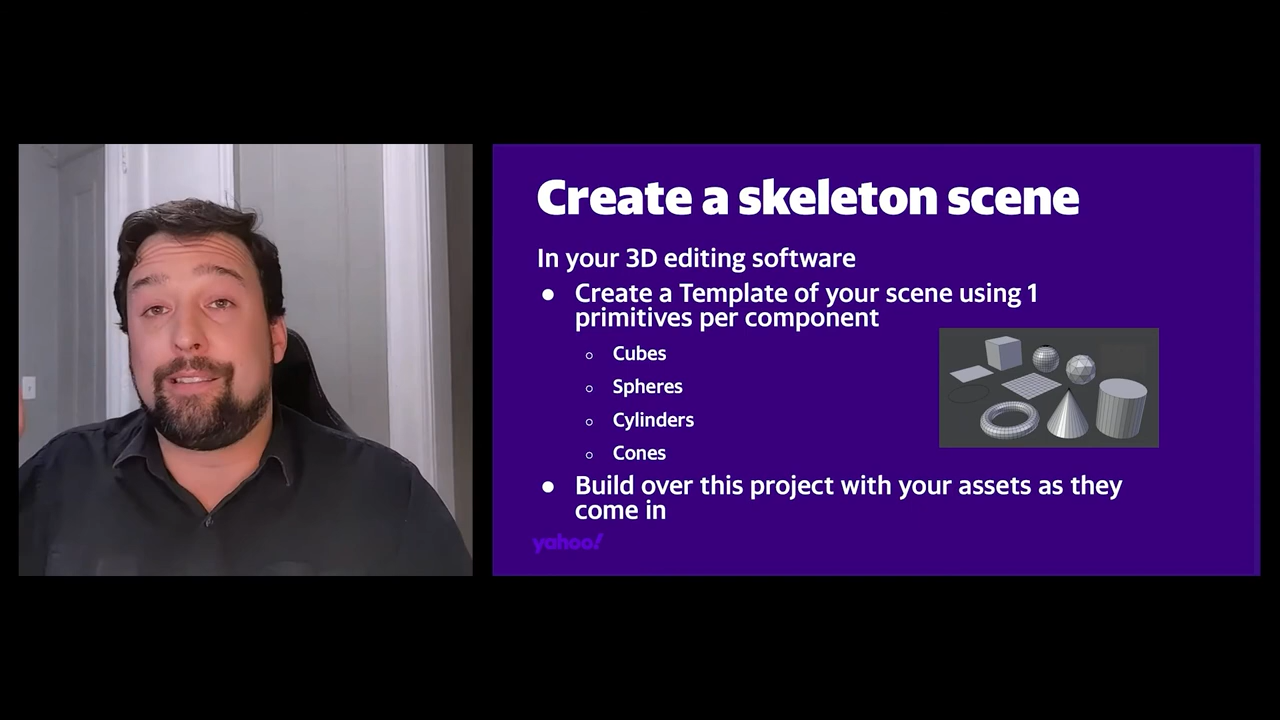 Create a skeleton scene
In your 3D editing software
● Create a Template of your scene using 1
primitives per component
○ Cubes
○ Spheres
○ Cylinders
○ Cones
● Build over this project with your assets as they
come in
yahoo!